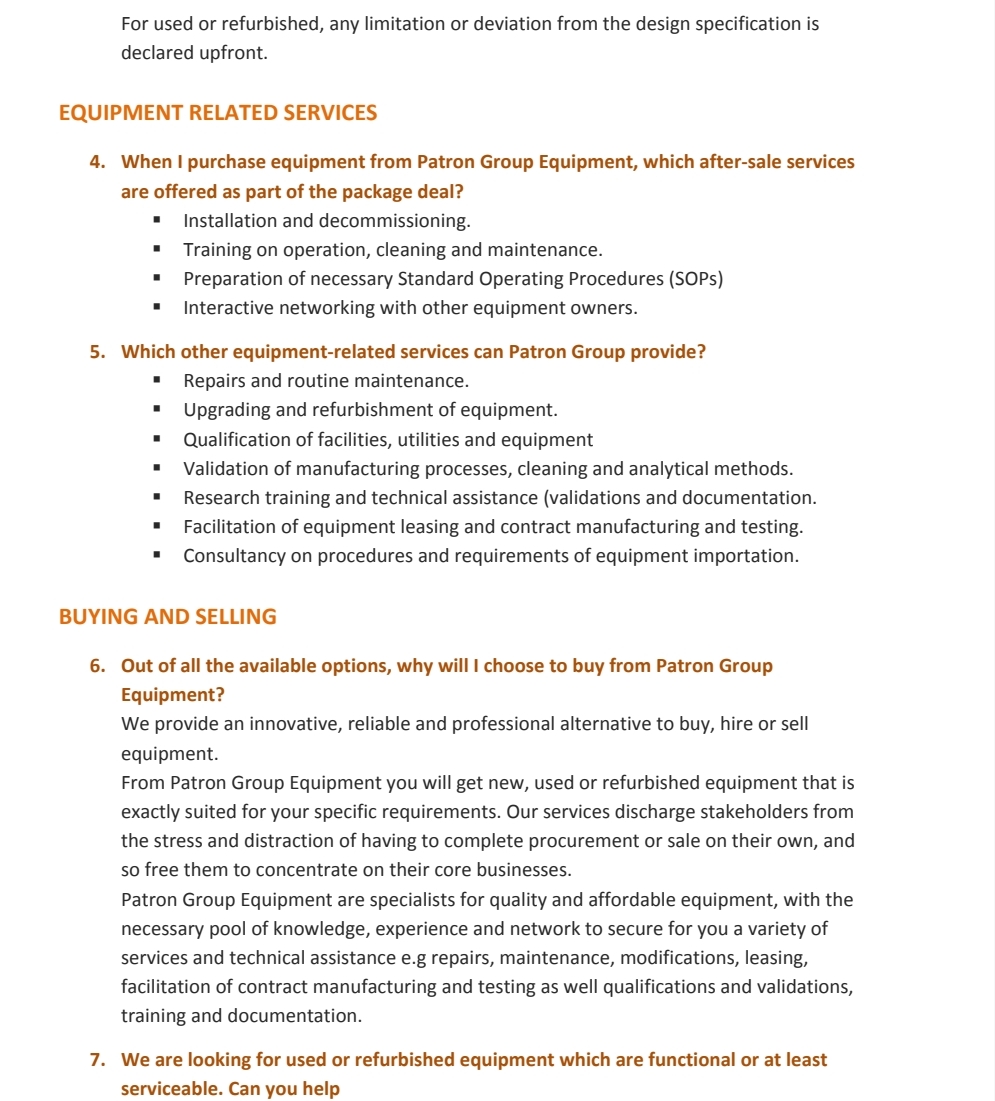 For used or refurbished, any limitation or deviation from the design specification is
declared upfront.
EQUIPMENT RELATED SERVICES
4. When I purchase equipment from Patron Group Equipment, which after-sale services
are offered as part of the package deal?
▪ Installation and decommissioning.
▪ Training on operation, cleaning and maintenance.
▪ Preparation of necessary Standard Operating Procedures (SOPs)
▪ Interactive networking with other equipment owners.
5. Which other equipment-related services can Patron Group provide?
▪ Repairs and routine maintenance.
▪ Upgrading and refurbishment of equipment.
▪ Qualification of facilities, utilities and equipment
▪ Validation of manufacturing processes, cleaning and analytical methods.
▪ Research training and technical assistance (validations and documentation.
▪ Facilitation of equipment leasing and contract manufacturing and testing.
▪ Consultancy on procedures and requirements of equipment importation.
BUYING AND SELLING
6. Out of all the available options, why will I choose to buy from Patron Group
Equipment?
We provide an innovative, reliable and professional alternative to buy, hire or sell
equipment.
From Patron Group Equipment you will get new, used or refurbished equipment that is
exactly suited for your specific requirements. Our services discharge stakeholders from
the stress and distraction of having to complete procurement or sale on their own, and
so free them to concentrate on their core businesses.
Patron Group Equipment are specialists for quality and affordable equipment, with the
necessary pool of knowledge, experience and network to secure for you a variety of
services and technical assistance e.g repairs, maintenance, modifications, leasing,
facilitation of contract manufacturing and testing as well qualifications and validations,
training and documentation.
7. We are looking for used or refurbished equipment which are functional or at least
serviceable. Can you help